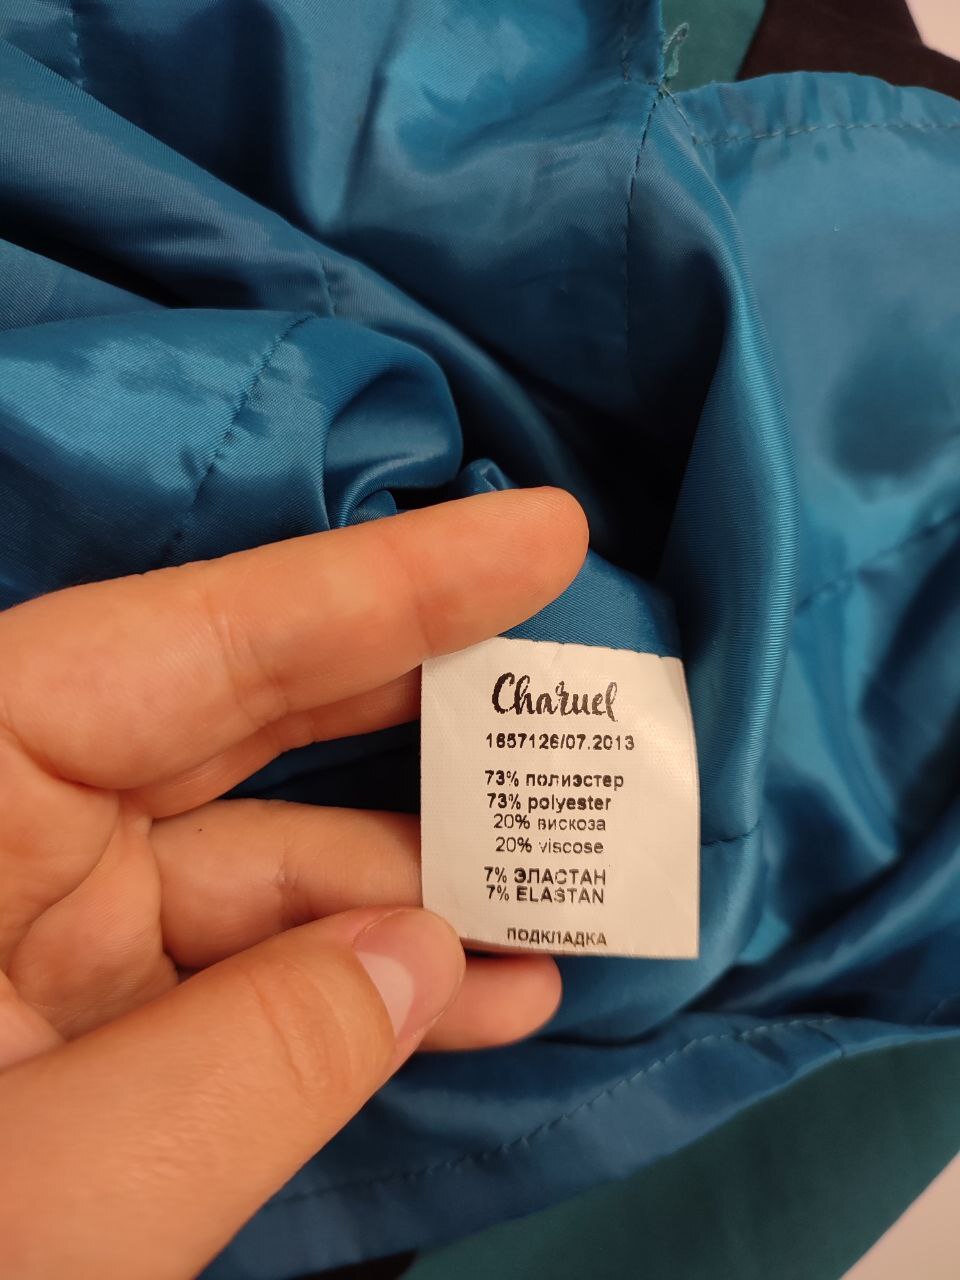 Charuel
1657126/07.2013
73% полиэстер
73% polyester
20% вискоза
20% viscose
7% ЭЛАСТАН
7% ELASTAN
ПОДКЛАДКА